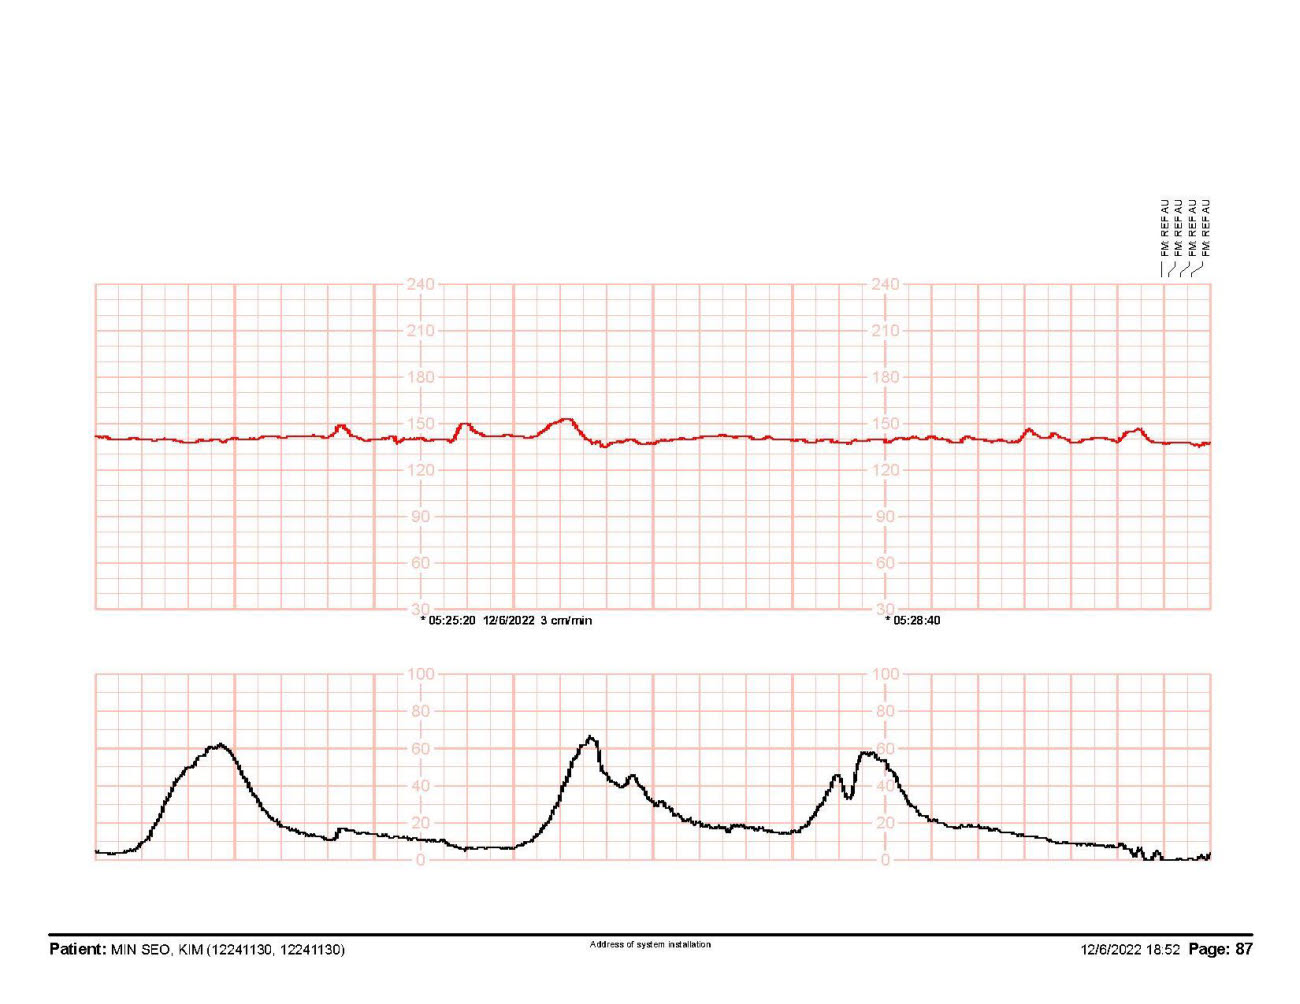 FM: REF AU
FM: REF AU
FM: REF AU
FM: REF AU
240 240
210 210
180 180
150 150
120 120
90 90
60 60
30 30
* 05:25:20 12/6/2022 3 cm/min * 05:28:40
100 100
80 80
60 60
40 40
20 20
0 0
Patient: MIN SEO, KIM (12241130, 12241130) Address of system installation 12/6/2022 18:52 Page: 87